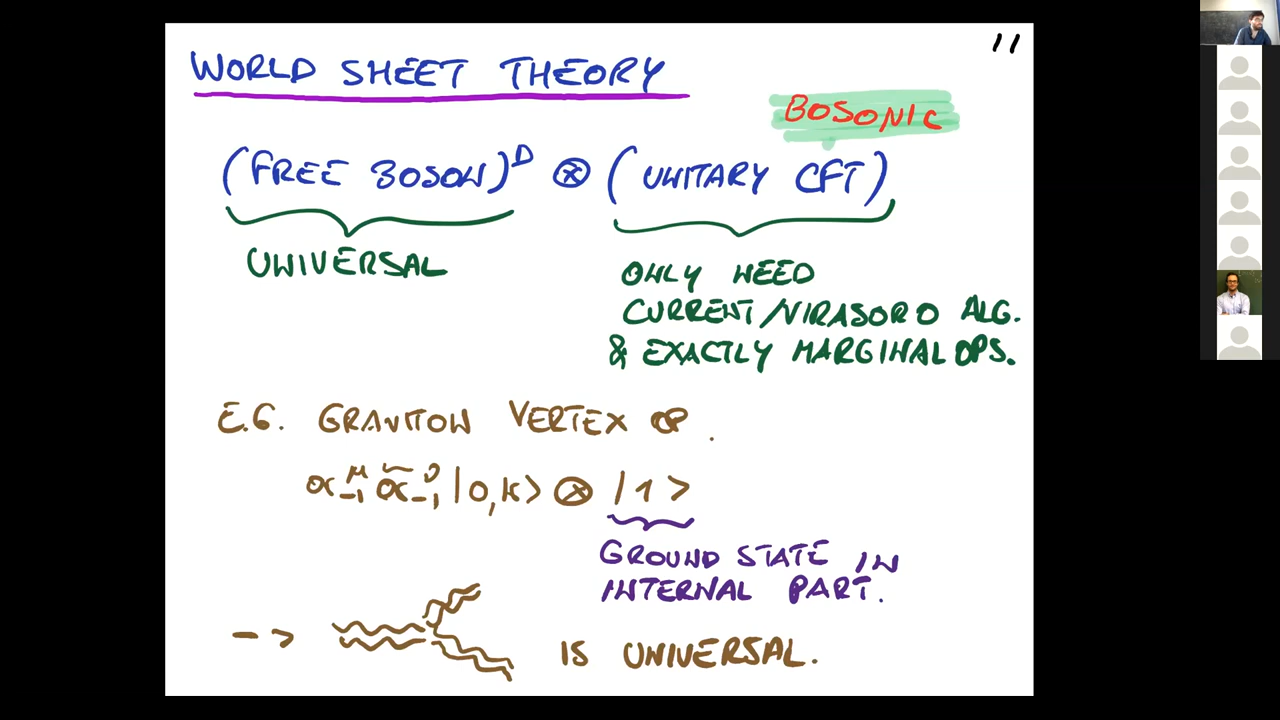 11
WORLD SHEET THEORY
BOSONIC
(FREE BOSON)^D ⊗ (UNITARY CFT)
UNIVERSAL
ONLY NEED
CURRENT/VIRASORO ALG.
& EXACTLY MARGINAL OPS.
E.G. GRAVITON VERTEX OP.
α^μ_{-1} α̃^ν_{-1} |0,k> ⊗ |1>
GROUND STATE IN
INTERNAL PART.
-> IS UNIVERSAL.